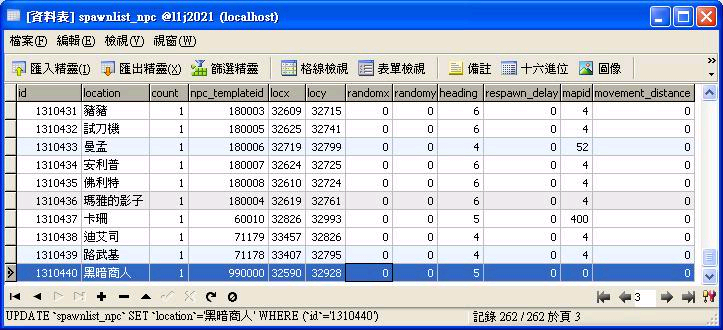 [資料表] spawnlist_npc @l1j2021 (localhost)
檔案(F) 編輯(E) 檢視(V) 視窗(W)
匯入精靈(I) 匯出精靈(X) 篩選精靈 格線檢視 表單檢視 備註 十六進位 圖像 »
id location count npc_templateid locx locy randomx randomy heading respawn_delay mapid movement_distance
1310431 豬豬 1 180003 32609 32715 0 0 6 0 4 0
1310432 試刀機 1 180005 32625 32741 0 0 6 0 4 0
1310433 曼孟 1 180006 32719 32799 0 0 4 0 52 0
1310434 安利普 1 180007 32624 32725 0 0 6 0 4 0
1310435 佛利特 1 180008 32610 32724 0 0 6 0 4 0
1310436 瑪雅的影子 1 180004 32619 32761 0 0 6 0 4 0
1310437 卡珊 1 60010 32826 32993 0 0 5 0 400 0
1310438 迪艾司 1 71179 33457 32826 0 0 4 0 4 0
1310439 路武基 1 71178 33407 32795 0 0 4 0 4 0
1310440 黑暗商人 1 990000 32590 32928 0 0 5 0 0 0
3
UPDATE `spawnlist_npc` SET `location`='黑暗商人' WHERE (`id`='1310440') 記錄 262 / 262 於頁 3